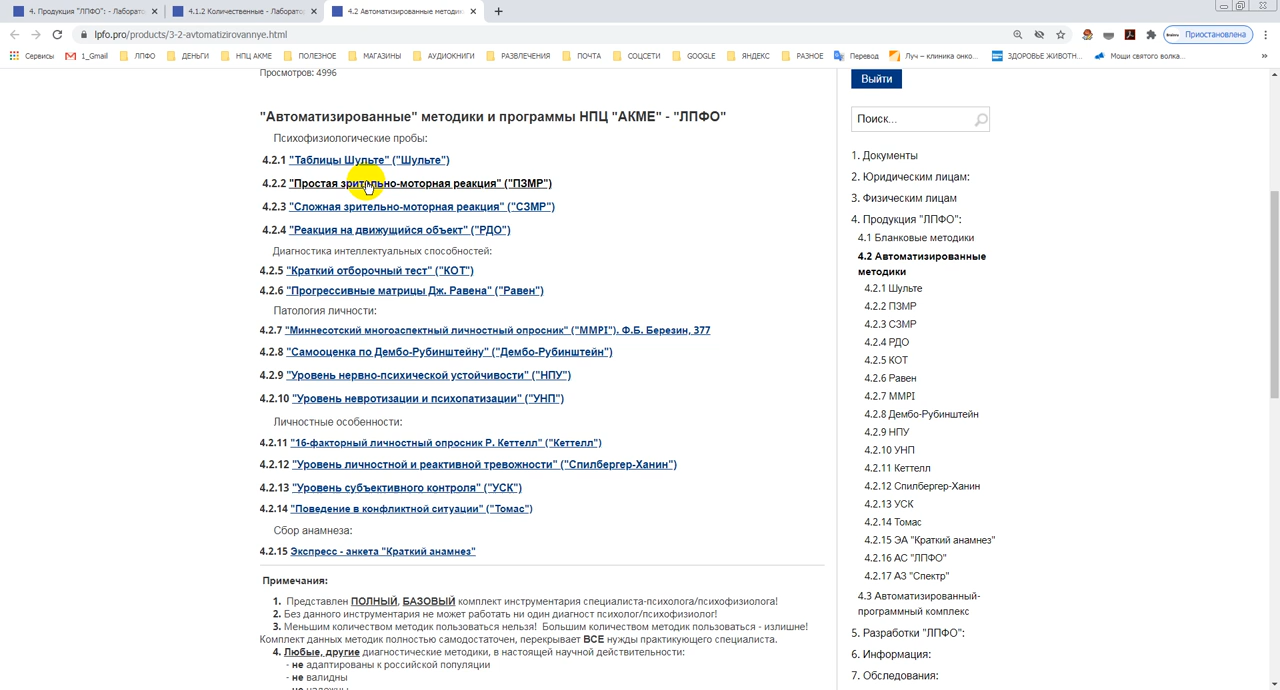 4. Продукция "ЛПФО": - Лаборато
4.1.2 Количественные - Лаборато
4.2 Автоматизированные методик
lpfo.pro/products/3-2-avtomatizirovannye.html
Приостановлена
Сервисы
1_Gmail
ЛПФО
ДЕНЬГИ
НПЦ АКМЕ
ПОЛЕЗНОЕ
МАГАЗИНЫ
АУДИОКНИГИ
РАЗВЛЕЧЕНИЯ
ПОЧТА
СОЦСЕТИ
GOOGLE
ЯНДЕКС
РАЗНОЕ
Перевод
Луч – клиника онко...
ЗДОРОВЬЕ ЖИВОТН...
Мощи святого волка...
Просмотров: 4996
"Автоматизированные" методики и программы НПЦ "АКМЕ" - "ЛПФО"
Психофизиологические пробы:
4.2.1 "Таблицы Шульте" ("Шульте")
4.2.2 "Простая зрительно-моторная реакция" ("ПЗМР")
4.2.3 "Сложная зрительно-моторная реакция" ("СЗМР")
4.2.4 "Реакция на движущийся объект" ("РДО")
Диагностика интеллектуальных способностей:
4.2.5 "Краткий отборочный тест" ("КОТ")
4.2.6 "Прогрессивные матрицы Дж. Равена" ("Равен")
Патология личности:
4.2.7 "Миннесотский многоаспектный личностный опросник" ("MMPI"). Ф.Б. Березин, 377
4.2.8 "Самооценка по Дембо-Рубинштейну" ("Дембо-Рубинштейн")
4.2.9 "Уровень нервно-психической устойчивости" ("НПУ")
4.2.10 "Уровень невротизации и психопатизации" ("УНП")
Личностные особенности:
4.2.11 "16-факторный личностный опросник Р. Кеттелл" ("Кеттелл")
4.2.12 "Уровень личностной и реактивной тревожности" ("Спилбергер-Ханин")
4.2.13 "Уровень субъективного контроля" ("УСК")
4.2.14 "Поведение в конфликтной ситуации" ("Томас")
Сбор анамнеза:
4.2.15 Экспресс - анкета "Краткий анамнез"
Примечания:
1. Представлен ПОЛНЫЙ, БАЗОВЫЙ комплект инструментария специалиста-психолога/психофизиолога!
2. Без данного инструментария не может работать ни один диагност психолог/психофизиолог!
3. Меньшим количеством методик пользоваться нельзя! Большим количеством методик пользоваться - излишне!
Комплект данных методик полностью самодостаточен, перекрывает ВСЕ нужды практикующего специалиста.
4. Любые, другие диагностические методики, в настоящей научной действительности:
- не адаптированы к российской популяции
- не валидны
- не надежны
Выйти
Поиск...
1. Документы
2. Юридическим лицам:
3. Физическим лицам
4. Продукция "ЛПФО":
4.1 Бланковые методики
4.2 Автоматизированные
методики
4.2.1 Шульте
4.2.2 ПЗМР
4.2.3 СЗМР
4.2.4 РДО
4.2.5 КОТ
4.2.6 Равен
4.2.7 MMPI
4.2.8 Дембо-Рубинштейн
4.2.9 НПУ
4.2.10 УНП
4.2.11 Кеттелл
4.2.12 Спилбергер-Ханин
4.2.13 УСК
4.2.14 Томас
4.2.15 ЭА "Краткий анамнез"
4.2.16 АС "ЛПФО"
4.2.17 АЗ "Спектр"
4.3 Автоматизированный-
программный комплекс
5. Разработки "ЛПФО":
6. Информация:
7. Обследования: